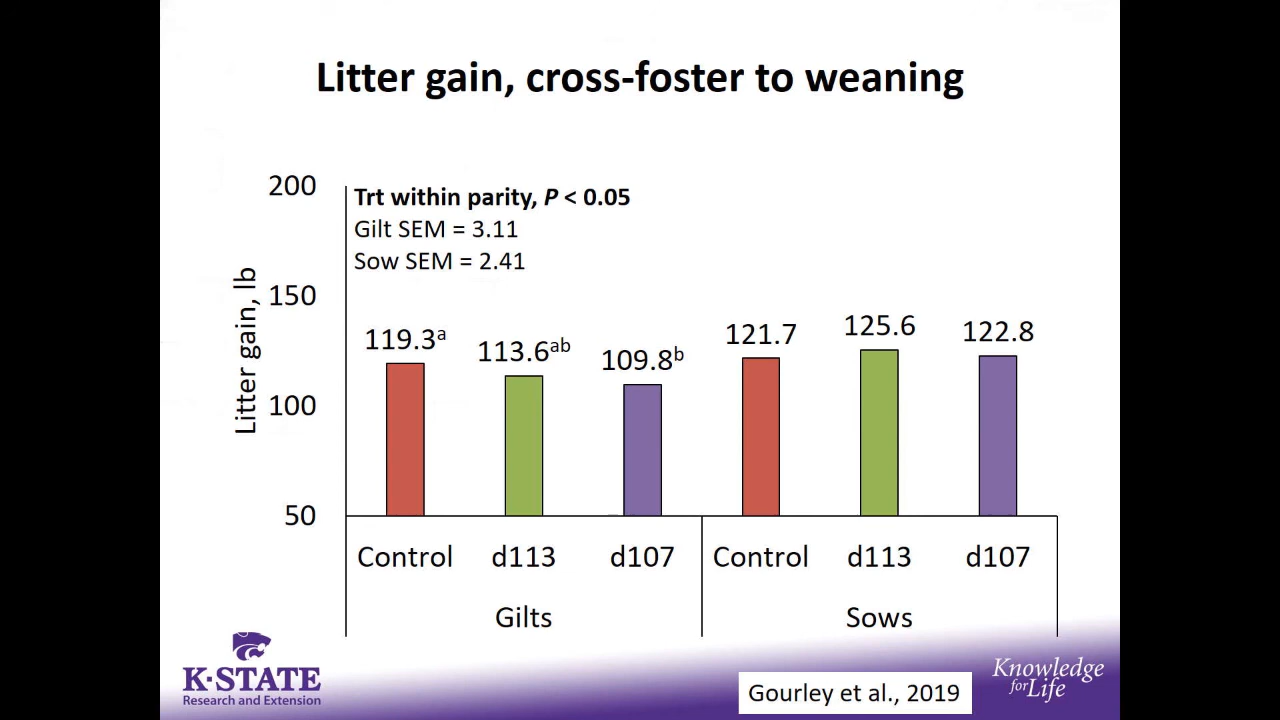 Litter gain, cross-foster to weaning
200
150
100
50
Litter gain, lb
Trt within parity, P < 0.05
Gilt SEM = 3.11
Sow SEM = 2.41
119.3ᵃ
113.6ᵃᵇ
109.8ᵇ
121.7
125.6
122.8
Control d113 d107 Control d113 d107
Gilts Sows
K-STATE
Research and Extension
Gourley et al., 2019
Knowledge
for Life